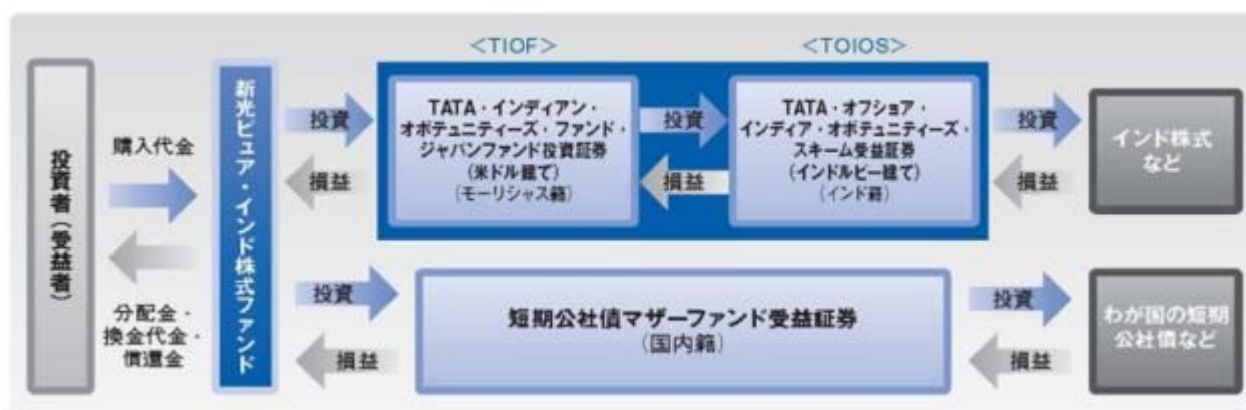 <TIOF>
<TOIOS>
投資者（受益者）
購入代金
分配金・
換金代金・
償還金
新光ピュア・インド株式ファンド
投資
損益
TATA・インディアン・
オポチュニティーズ・ファンド・
ジャパンファンド投資証券
（米ドル建て）
（モーリシャス籍）
投資
損益
TATA・オフショア・
インディア・オポチュニティーズ・
スキーム受益証券
（インドルピー建て）
（インド籍）
投資
損益
インド株式
など
投資
損益
短期公社債マザーファンド受益証券
（国内籍）
投資
損益
わが国の短期
公社債など